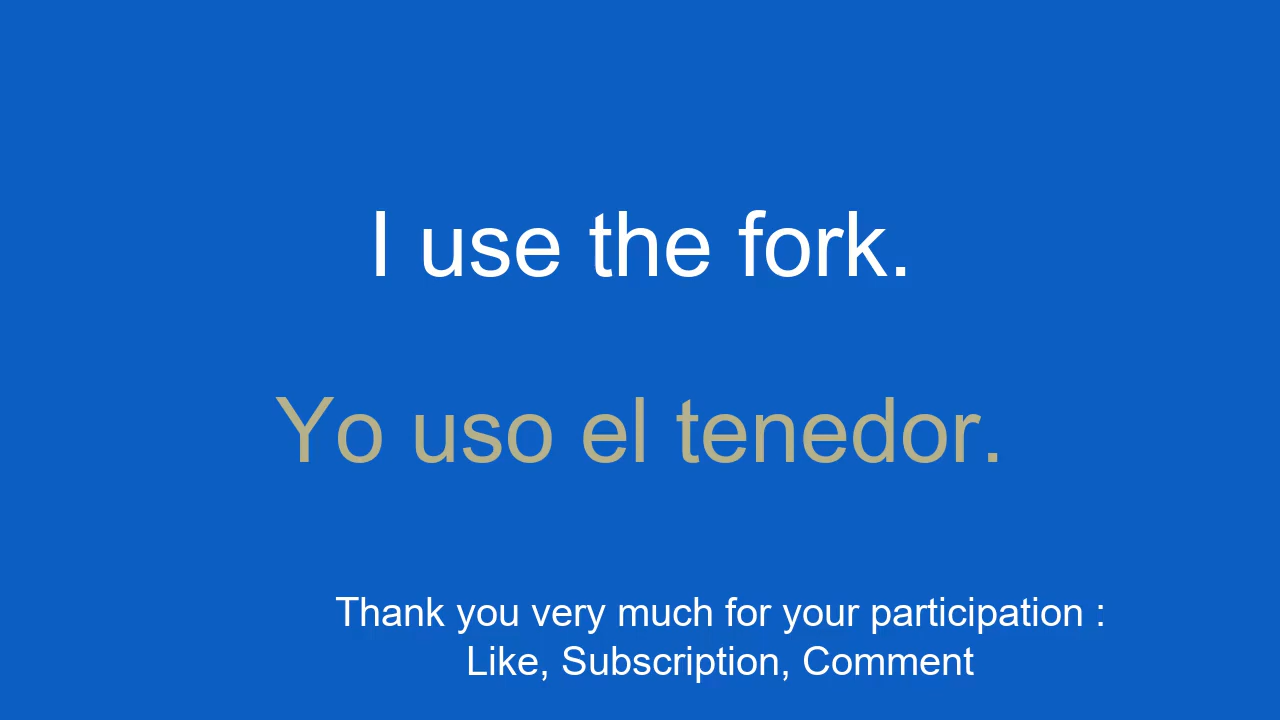 I use the fork.
Yo uso el tenedor.
Thank you very much for your participation :
Like, Subscription, Comment